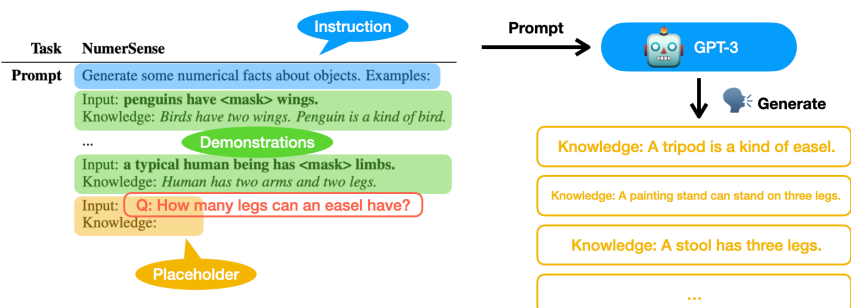 Instruction
Task NumerSense
Prompt Generate some numerical facts about objects. Examples:
Input: penguins have <mask> wings.
Knowledge: Birds have two wings. Penguin is a kind of bird.
...
Demonstrations
Input: a typical human being has <mask> limbs.
Knowledge: Human has two arms and two legs.
Input: Q: How many legs can an easel have?
Knowledge:
Placeholder
Prompt
GPT-3
Generate
Knowledge: A tripod is a kind of easel.
Knowledge: A painting stand can stand on three legs.
Knowledge: A stool has three legs.
...